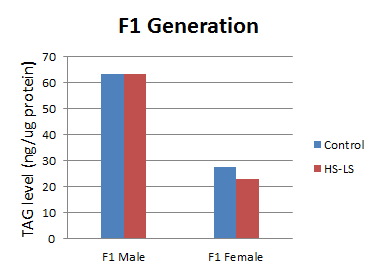 F1 Generation
TAG level (ng/ug protein)
70
60
50
40
30
20
10
0
F1 Male
F1 Female
Control
HS-LS